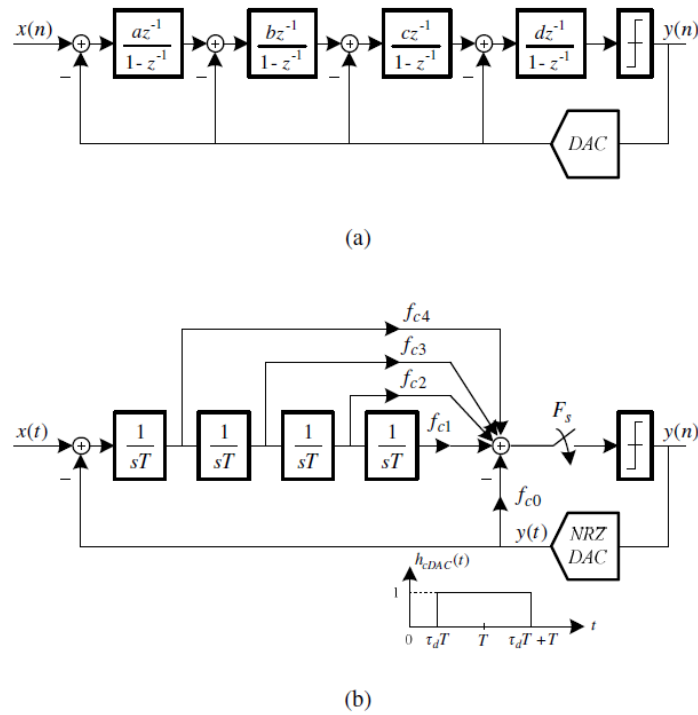 x(n) az⁻¹ bz⁻¹ cz⁻¹ dz⁻¹ y(n)
1- z⁻¹ 1- z⁻¹ 1- z⁻¹ 1- z⁻¹
− − − −
DAC
(a)
f_c4
f_c3
f_c2
F_s
x(t) 1 1 1 1 f_c1 y(n)
sT sT sT sT
− −
f_c0
y(t) NRZ
DAC
h_cDAC(t)
1
0 τ_dT T τ_dT + T t
(b)